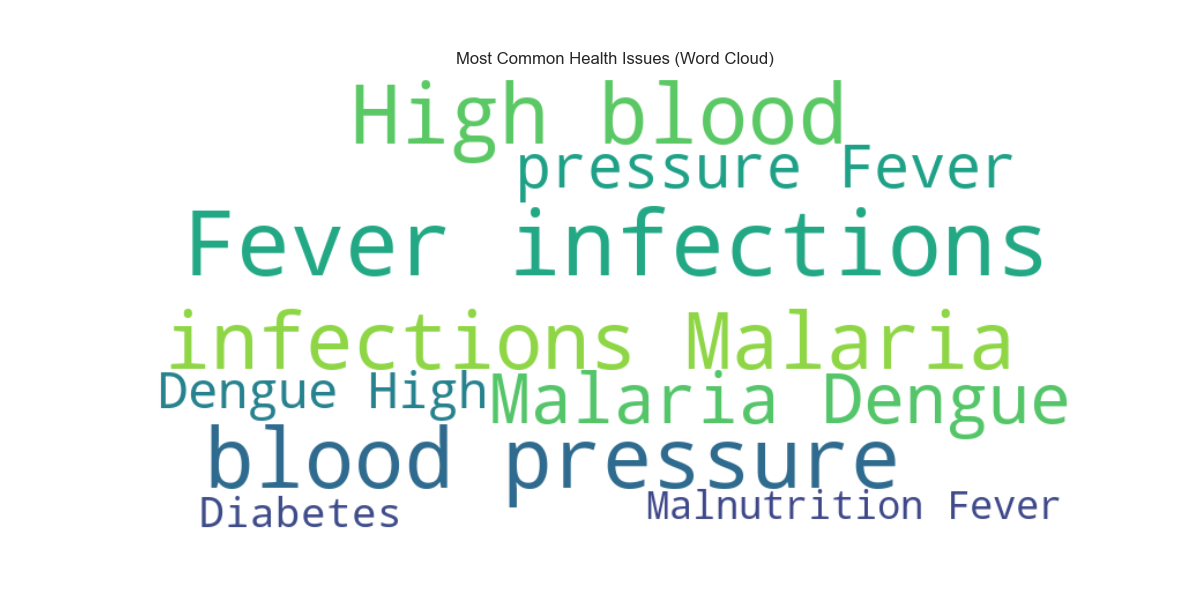 Most Common Health Issues (Word Cloud)
High blood
pressure Fever
Fever infections
infections Malaria
Dengue High
Malaria Dengue
blood pressure
Diabetes
Malnutrition Fever